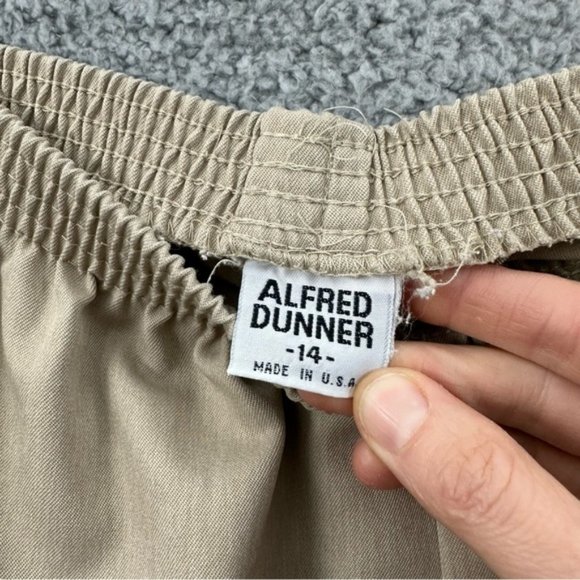 ALFRED
DUNNER
-14-
MADE IN U.S.A